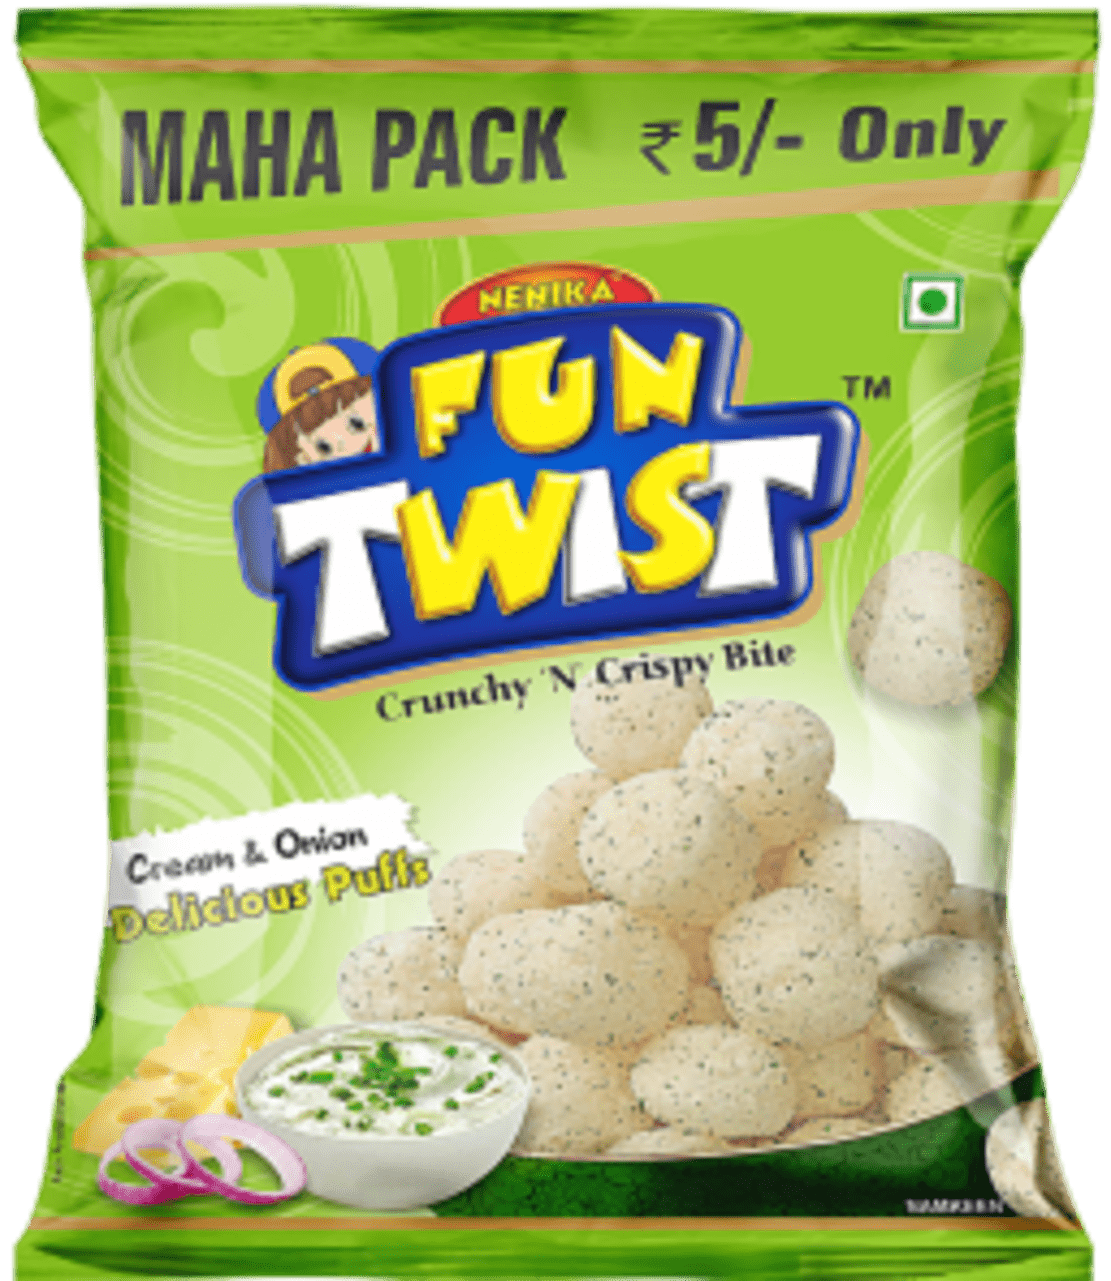 MAHA PACK ₹5/- Only
NENIKA
FUN
TWIST
TM
Crunchy 'N' Crispy Bite
Cream & Onion
Delicious Puffs
NAMKEEN